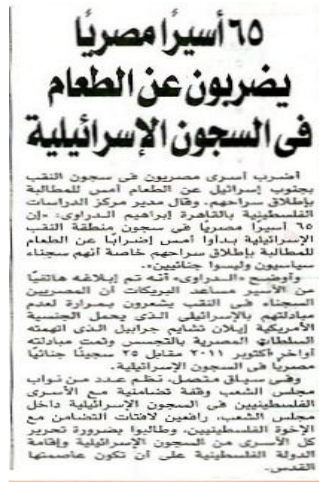 ٦٥ أسيرًا مصريًا
يضربون عن الطعام
فى السجون الإسرائيلية
أضرب أسرى مصريون فى سجون النقب
بجنوب إسرائيل عن الطعام أمس للمطالبة
بإطلاق سراحهم. وقال مدير مركز الدراسات
الفلسطينية بالقاهرة إبراهيم الدراوى: «إن
٦٥ أسيرًا مصريًا فى سجون منطقة النقب
الإسرائيلية بدأوا أمس إضرابًا عن الطعام
للمطالبة بإطلاق سراحهم خاصة أنهم سجناء
سياسيون وليسوا جنائيين».
وأوضح «الدراوى» أنه تم إبلاغه هاتفيًا
من الأسير مساعد البريكات أن المصريين
السجناء فى النقب يشعرون بمرارة لعدم
مبادلتهم بالإسرائيلى الذى يحمل الجنسية
الأمريكية إيلان تشايم جرابيل الذى اتهمته
السلطات المصرية بالتجسس وتمت مبادلته
أواخر أكتوبر ٢٠١١ مقابل ٢٥ سجينًا جنائيًا
مصريا فى السجون الإسرائيلية.
وفى سياق متصل، نظم عدد من نواب
مجلس الشعب وقفة تضامنية مع الأسرى
الفلسطينيين فى السجون الإسرائيلية داخل
مجلس الشعب، رافعين لافتات التضامن مع
الإخوة الفلسطينيين، وطالبوا بضرورة تحرير
كل الأسرى من السجون الإسرائيلية وإقامة
الدولة الفلسطينية على أن تكون عاصمتها
القدس.